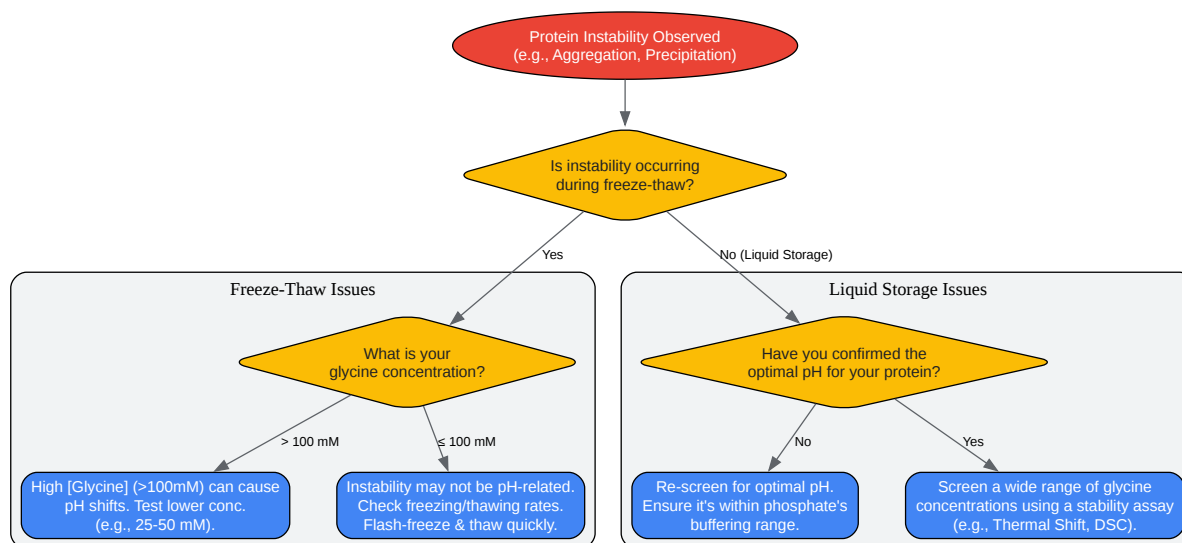 Protein Instability Observed
(e.g., Aggregation, Precipitation)
Is instability occurring
during freeze-thaw?
Yes
No (Liquid Storage)
Freeze-Thaw Issues
What is your
glycine concentration?
> 100 mM
≤ 100 mM
High [Glycine] (>100mM) can cause
pH shifts. Test lower conc.
(e.g., 25-50 mM).
Instability may not be pH-related.
Check freezing/thawing rates.
Flash-freeze & thaw quickly.
Liquid Storage Issues
Have you confirmed the
optimal pH for your protein?
No
Yes
Re-screen for optimal pH.
Ensure it's within phosphate's
buffering range.
Screen a wide range of glycine
concentrations using a stability assay
(e.g., Thermal Shift, DSC).